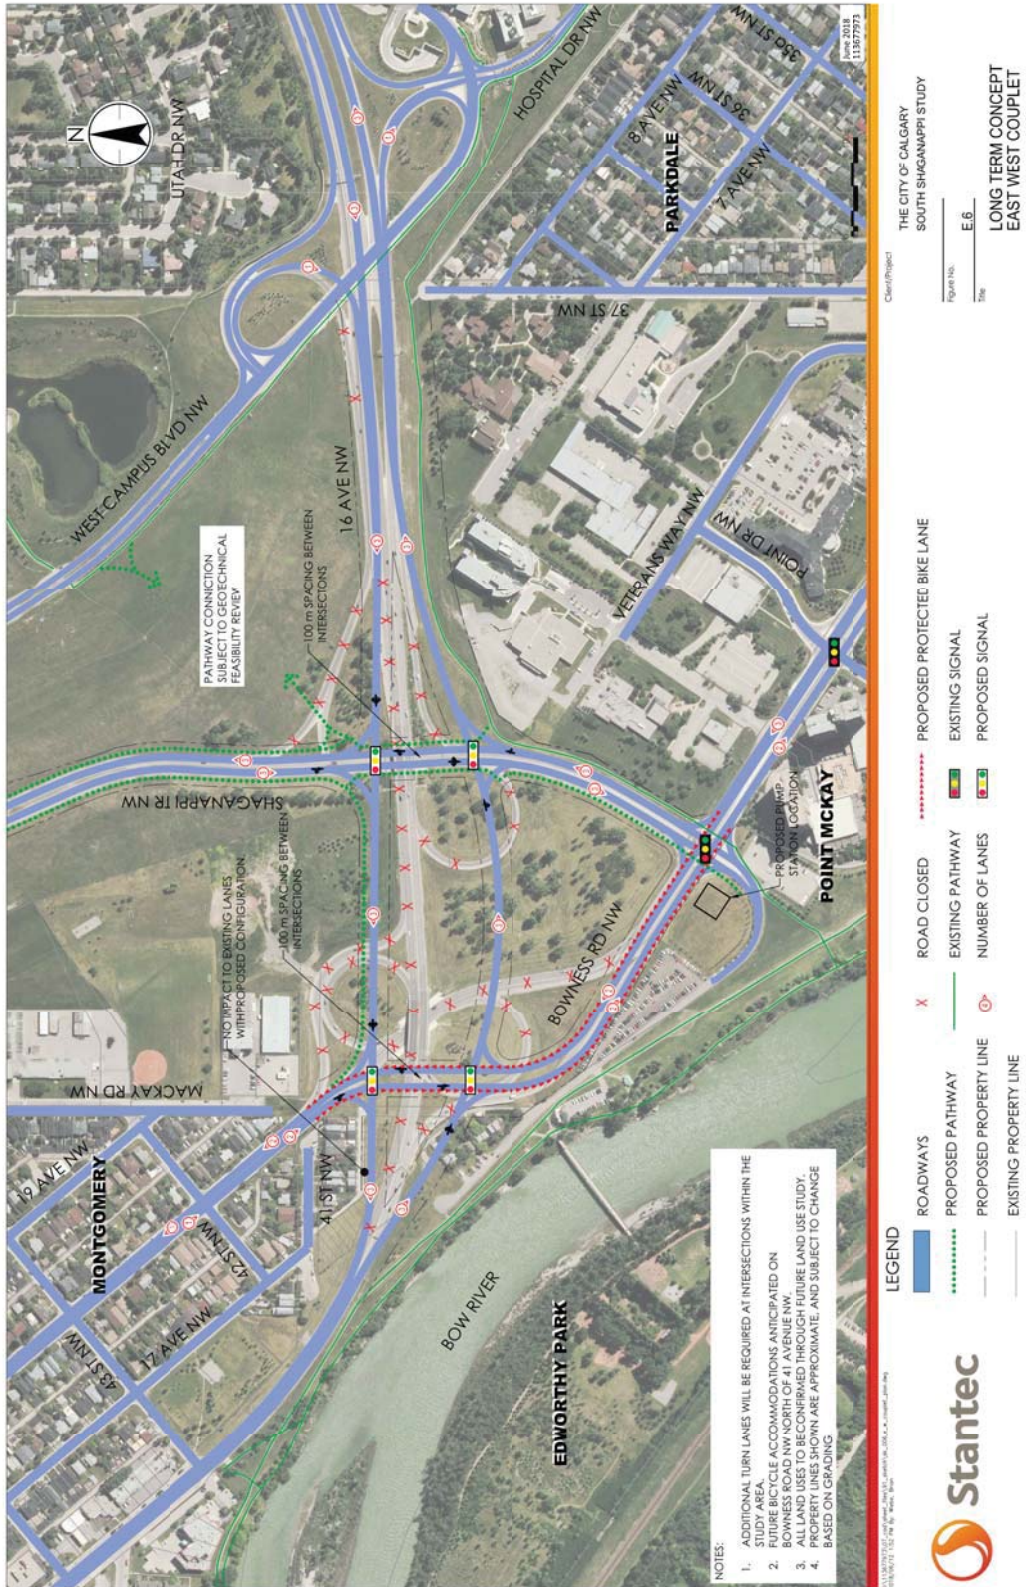 N
UTAH DR NW
HOSPITAL DR NW
35a ST NW
36 ST NW
8 AVE NW
7 AVE NW
PARKDALE
June 2018
113677973
WEST CAMPUS BLVD NW
16 AVE NW
37 ST NW
PATHWAY CONNECTION
SUBJECT TO GEOTECHNICAL
FEASIBILITY REVIEW
100 m SPACING BETWEEN
INTERSECTIONS
VETERANS WAY NW
POINT DR NW
SHAGANAPPI TR NW
NO IMPACT TO EXISTING LANES
WITHPROPOSED CONFIGURATION
100 m SPACING BETWEEN
INTERSECTIONS
PROPOSED PUMP
STATION LOCATION
POINT MCKAY
BOWNESS RD NW
MACKAY RD NW
19 AVE NW
MONTGOMERY
41 ST NW
42 ST NW
17 AVE NW
43 ST NW
BOW RIVER
EDWORTHY PARK
NOTES:
1. ADDITIONAL TURN LANES WILL BE REQUIRED AT INTERSECTIONS WITHIN THE
STUDY AREA.
2. FUTURE BICYCLE ACCOMMODATIONS ANTICIPATED ON
BOWNESS ROAD NW NORTH OF 41 AVENUE NW.
3. ALL LAND USES TO BECONFIRMED THROUGH FUTURE LAND USE STUDY.
4. PROPERTY LINES SHOWN ARE APPROXIMATE, AND SUBJECT TO CHANGE
BASED ON GRADING
LEGEND
ROADWAYS
PROPOSED PATHWAY
PROPOSED PROPERTY LINE
EXISTING PROPERTY LINE
X ROAD CLOSED
EXISTING PATHWAY
NUMBER OF LANES
PROPOSED PROTECTED BIKE LANE
EXISTING SIGNAL
PROPOSED SIGNAL
Client/Project
THE CITY OF CALGARY
SOUTH SHAGANAPPI STUDY
Figure No.
E.6
Title
LONG TERM CONCEPT
EAST WEST COUPLET
Stantec